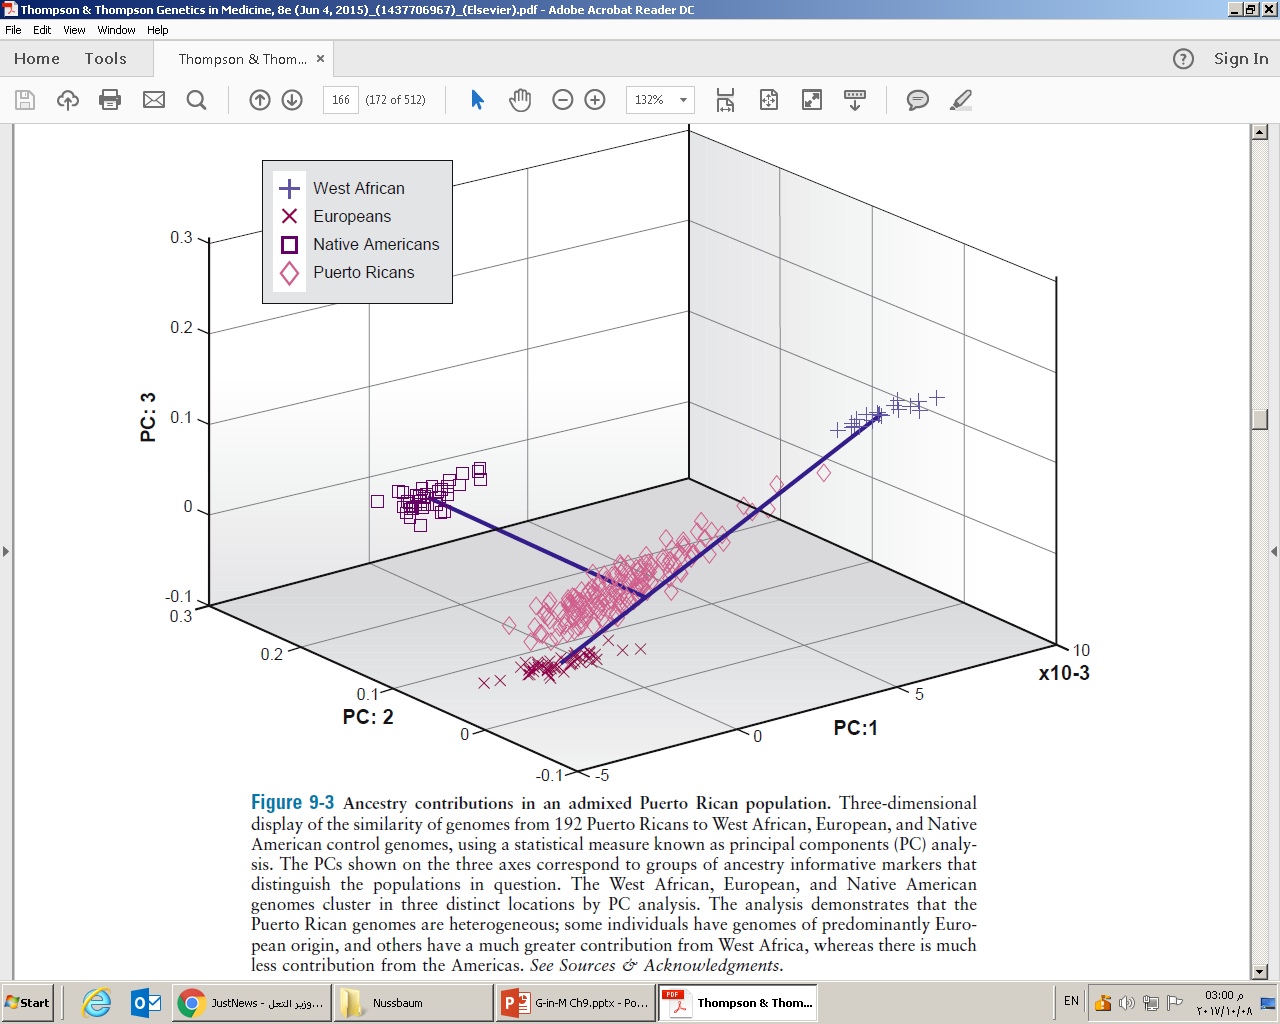 Thompson & Thompson Genetics in Medicine, 8e (Jun 4, 2015)_(1437706967)_(Elsevier).pdf - Adobe Acrobat Reader DC
File Edit View Window Help
Home Tools Thompson & Thom... × Sign In
166 (172 of 512) 132%
West African
Europeans
Native Americans
Puerto Ricans
0.3
0.2
0.1
0
-0.1
PC: 3
0.3
0.2
0.1
0
-0.1
PC: 2
-5
0
5
10
x10-3
PC:1
Figure 9-3 Ancestry contributions in an admixed Puerto Rican population. Three-dimensional
display of the similarity of genomes from 192 Puerto Ricans to West African, European, and Native
American control genomes, using a statistical measure known as principal components (PC) analy-
sis. The PCs shown on the three axes correspond to groups of ancestry informative markers that
distinguish the populations in question. The West African, European, and Native American
genomes cluster in three distinct locations by PC analysis. The analysis demonstrates that the
Puerto Rican genomes are heterogeneous; some individuals have genomes of predominantly Euro-
pean origin, and others have a much greater contribution from West Africa, whereas there is much
less contribution from the Americas. See Sources & Acknowledgments.
Start JustNews - وزير التعل... Nussbaum G-in-M Ch9.pptx - Po... PDF Thompson & Thom... EN 03:00 م
٢٠١٧/١٠/٠٨